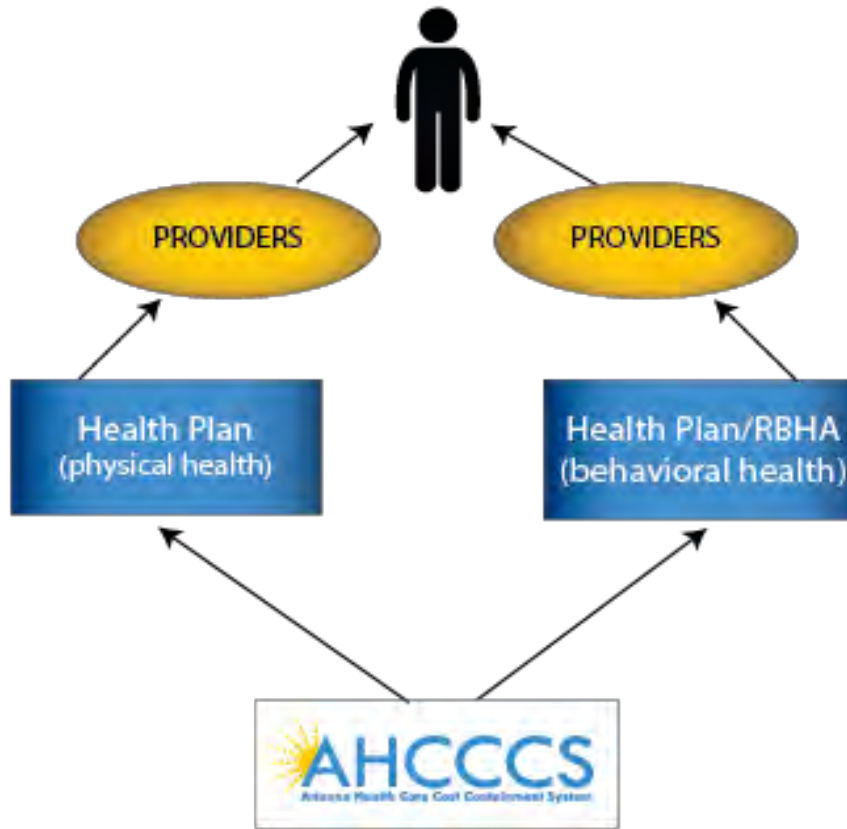 PROVIDERS
PROVIDERS
Health Plan
(physical health)
Health Plan/RBHA
(behavioral health)
AHCCCS
Arizona Health Care Cost Containment System